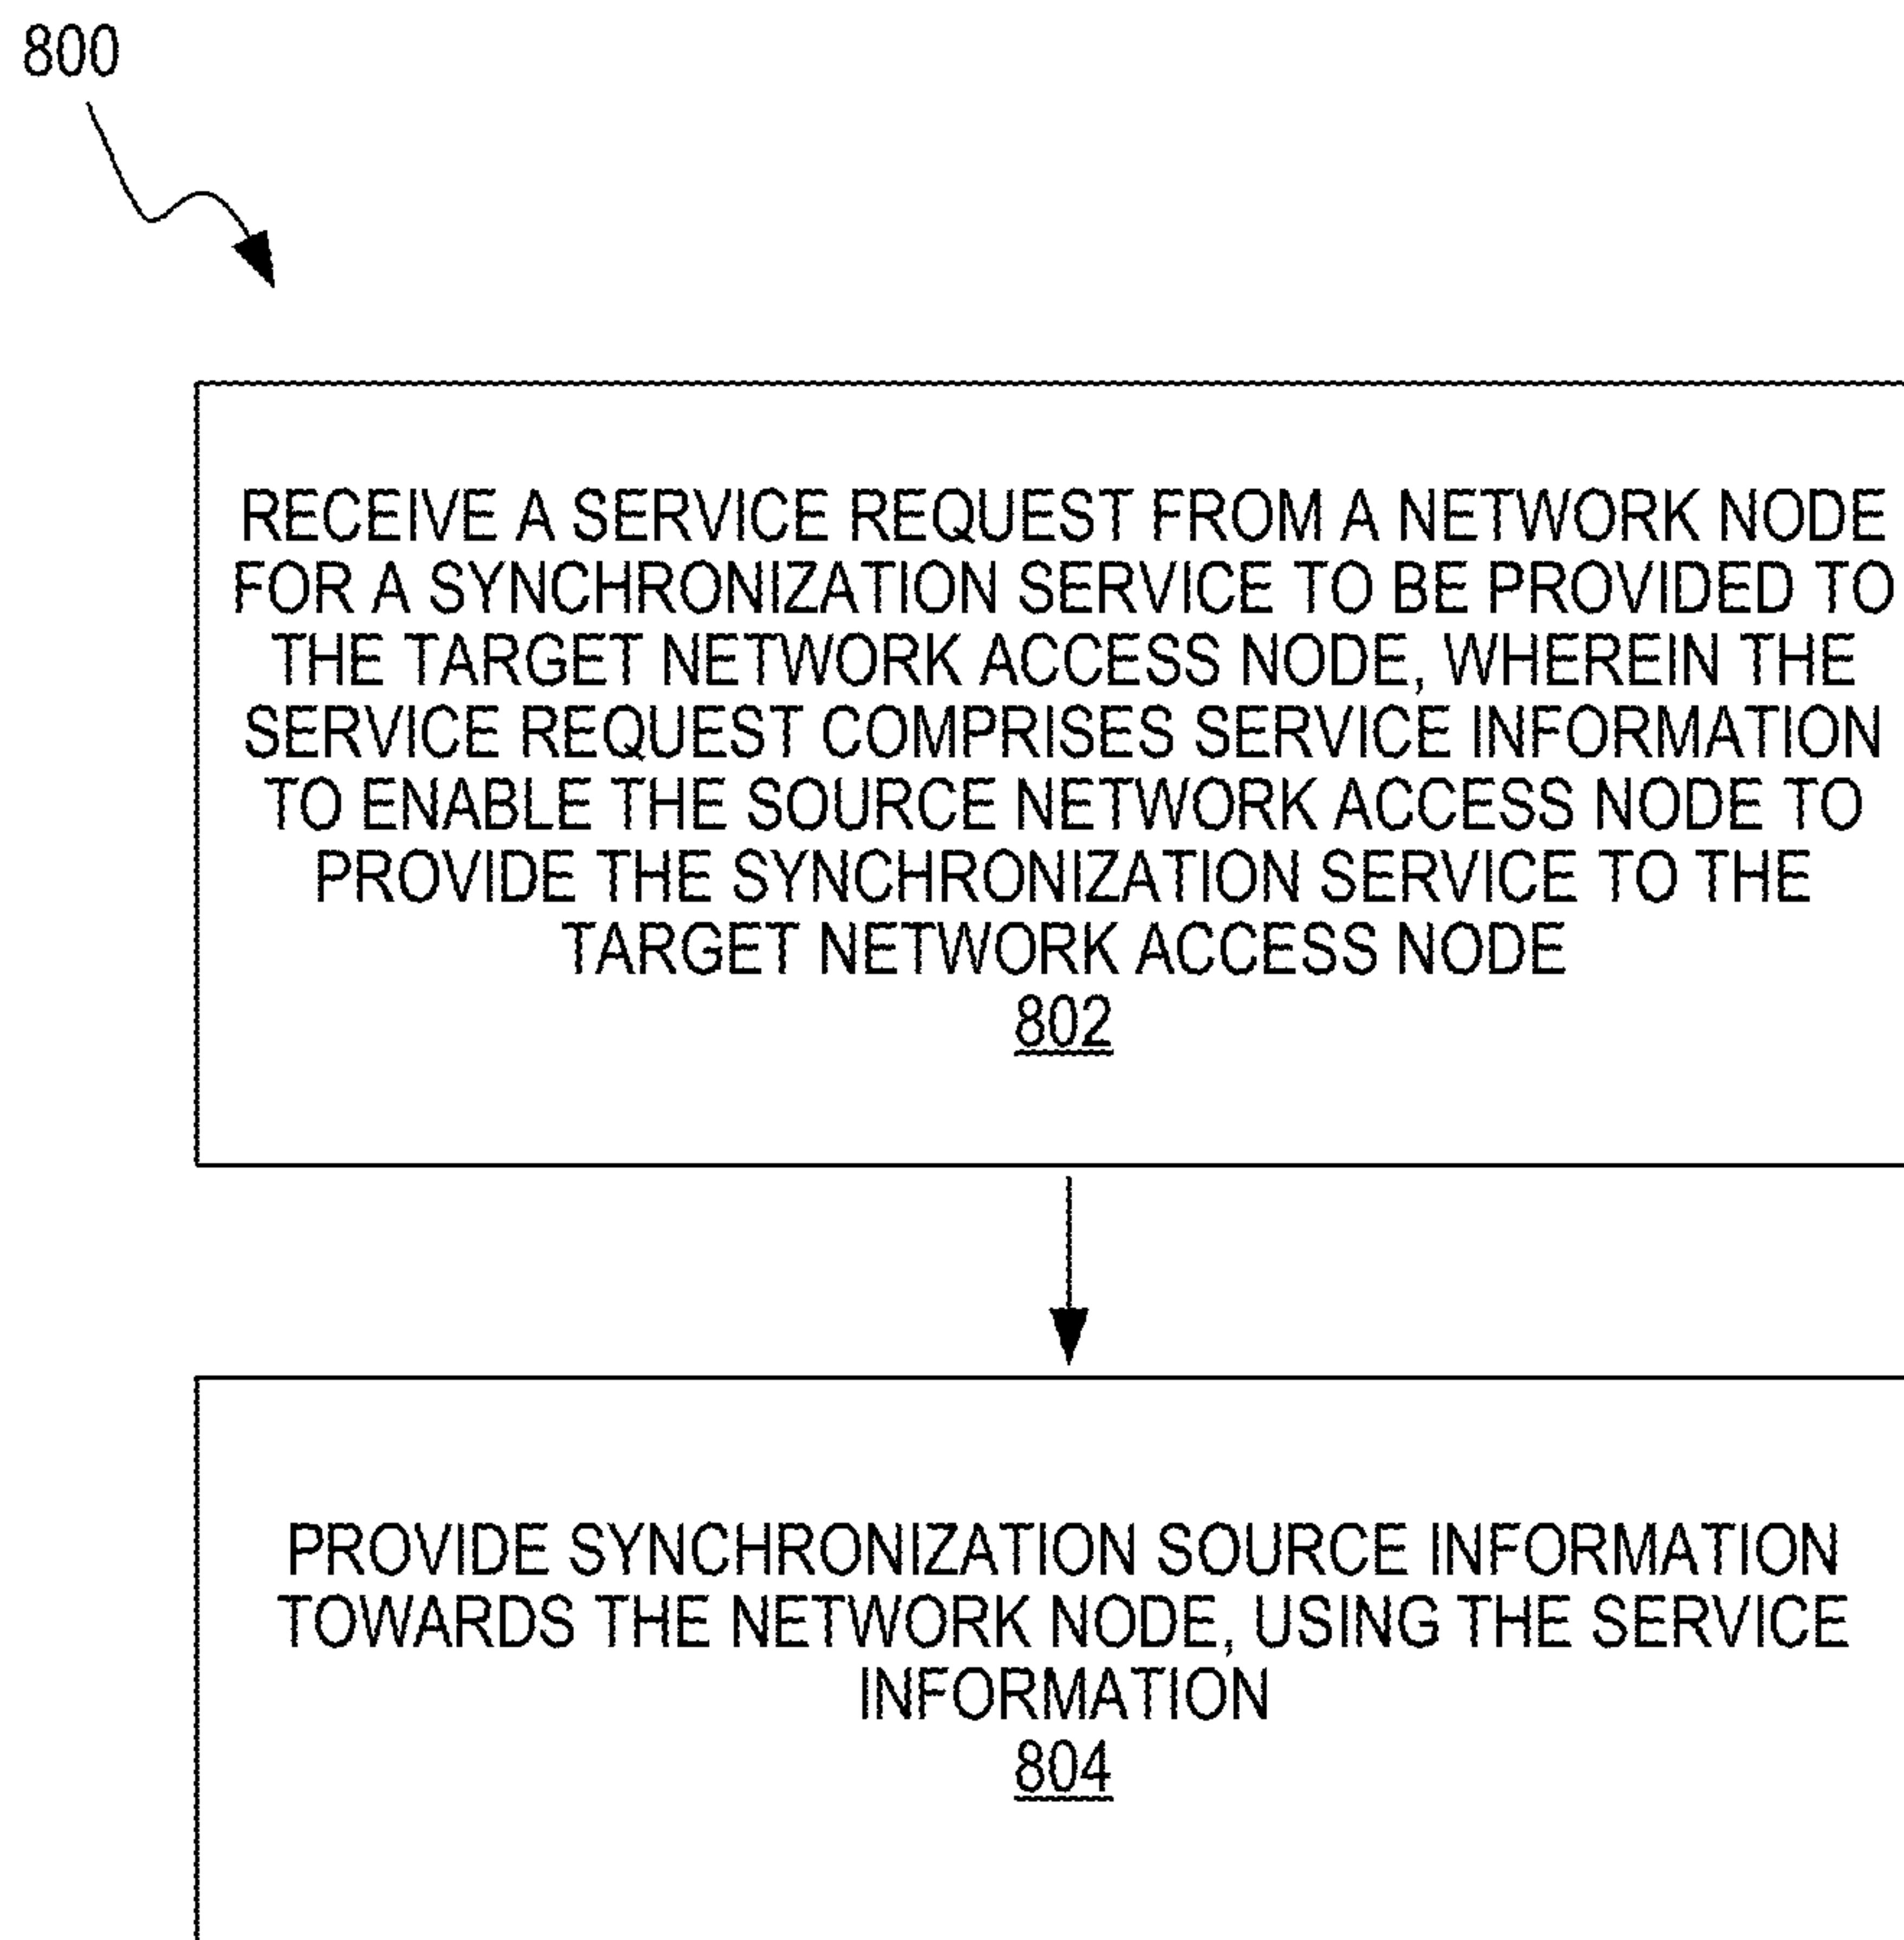 800
RECEIVE A SERVICE REQUEST FROM A NETWORK NODE
FOR A SYNCHRONIZATION SERVICE TO BE PROVIDED TO
THE TARGET NETWORK ACCESS NODE, WHEREIN THE
SERVICE REQUEST COMPRISES SERVICE INFORMATION
TO ENABLE THE SOURCE NETWORK ACCESS NODE TO
PROVIDE THE SYNCHRONIZATION SERVICE TO THE
TARGET NETWORK ACCESS NODE
802
PROVIDE SYNCHRONIZATION SOURCE INFORMATION
TOWARDS THE NETWORK NODE, USING THE SERVICE
INFORMATION
804